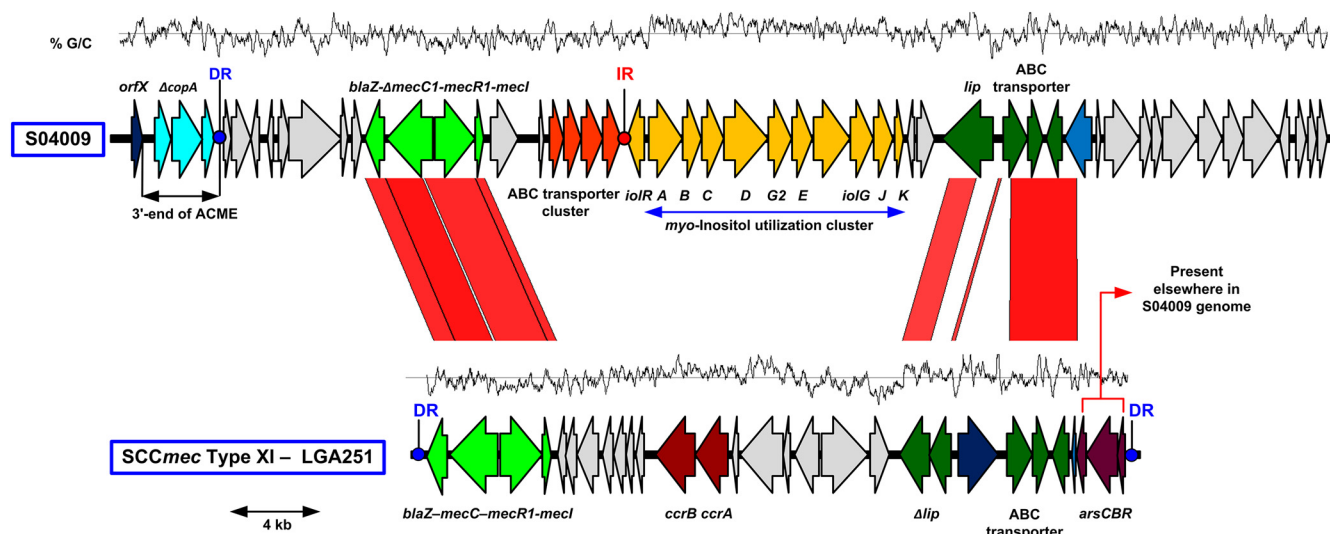 % G/C
orfX
ΔcopA
DR
blaZ-ΔmecC1-mecR1-mecI
IR
lip
ABC
transporter
S04009
3'-end of ACME
ABC transporter
cluster
iolR A B C D G2 E iolG J K
myo-Inositol utilization cluster
Present
elsewhere in
S04009 genome
DR
DR
SCCmec Type XI – LGA251
4 kb
blaZ–mecC–mecR1-mecI
ccrB ccrA
Δlip
ABC
transporter
arsCBR